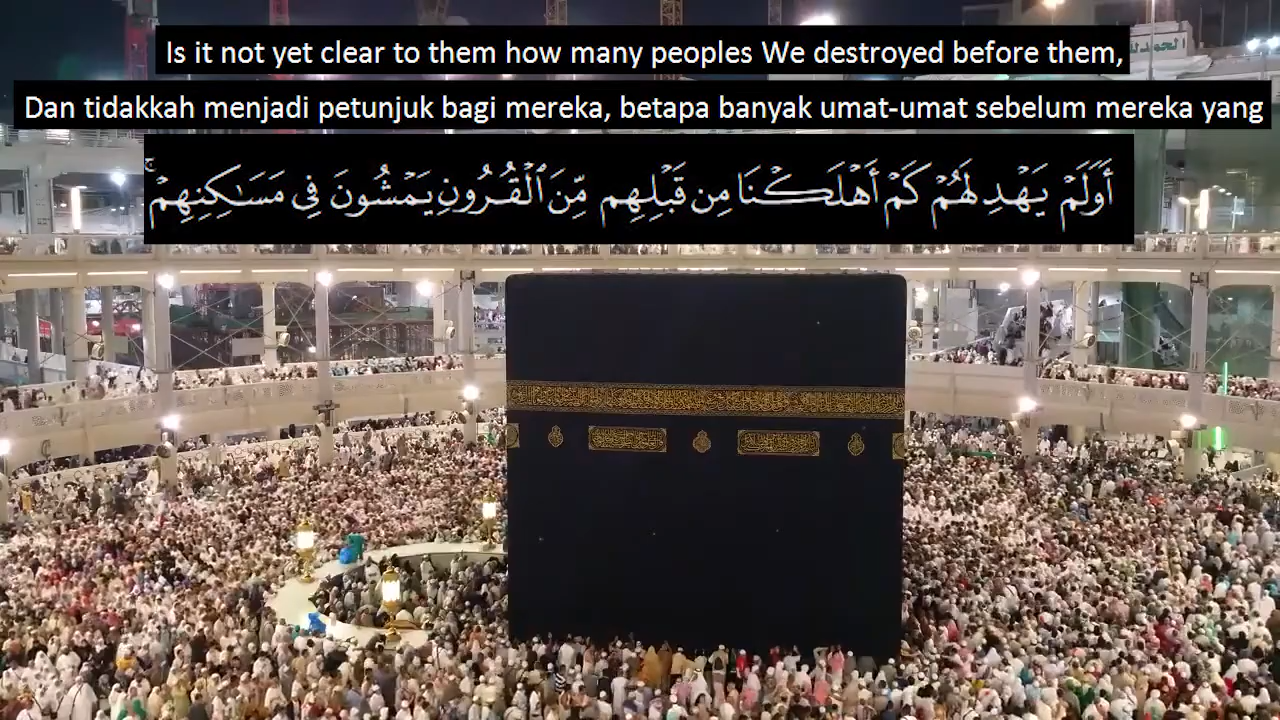 Is it not yet clear to them how many peoples We destroyed before them,
Dan tidakkah menjadi petunjuk bagi mereka, betapa banyak umat-umat sebelum mereka yang
أَوَلَمْ يَهْدِ لَهُمْ كَمْ أَهْلَكْنَا مِن قَبْلِهِم مِّنَ ٱلْقُرُونِ يَمْشُونَ فِى مَسَـٰكِنِهِمْ ۚ